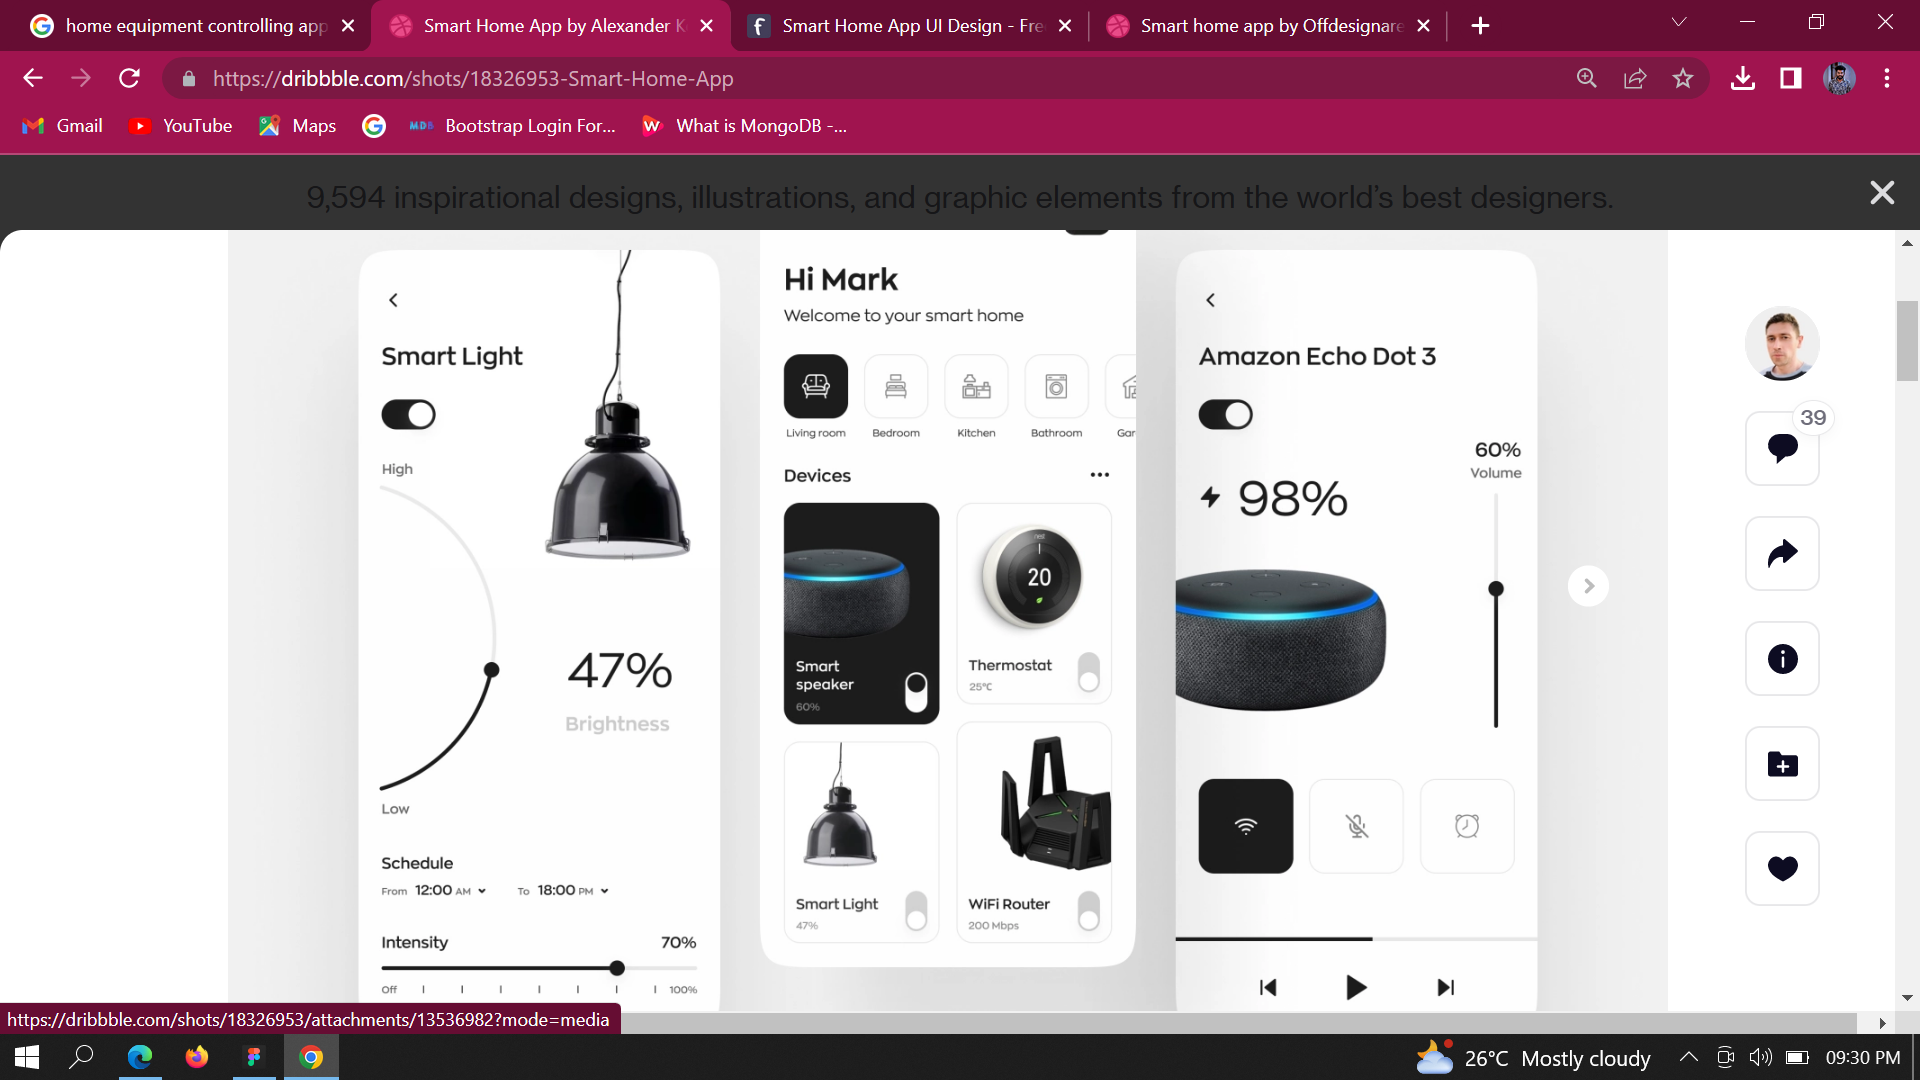 home equipment controlling app
Smart Home App by Alexander K
Smart Home App UI Design - Fre
Smart home app by Offdesignare
https://dribbble.com/shots/18326953-Smart-Home-App
Gmail
YouTube
Maps
MDB
Bootstrap Login For...
What is MongoDB -...
9,594 inspirational designs, illustrations, and graphic elements from the world's best designers.
Smart Light
High
47%
Brightness
Low
Schedule
From 12:00 AM
To 18:00 PM
Intensity
70%
Off
100%
Hi Mark
Welcome to your smart home
Living room
Bedroom
Kitchen
Bathroom
Gar
Devices
Smart
speaker
60%
nest
20
Thermostat
25°C
Smart Light
47%
WiFi Router
200 Mbps
Amazon Echo Dot 3
60%
Volume
98%
39
https://dribbble.com/shots/18326953/attachments/13536982?mode=media
26°C Mostly cloudy
09:30 PM